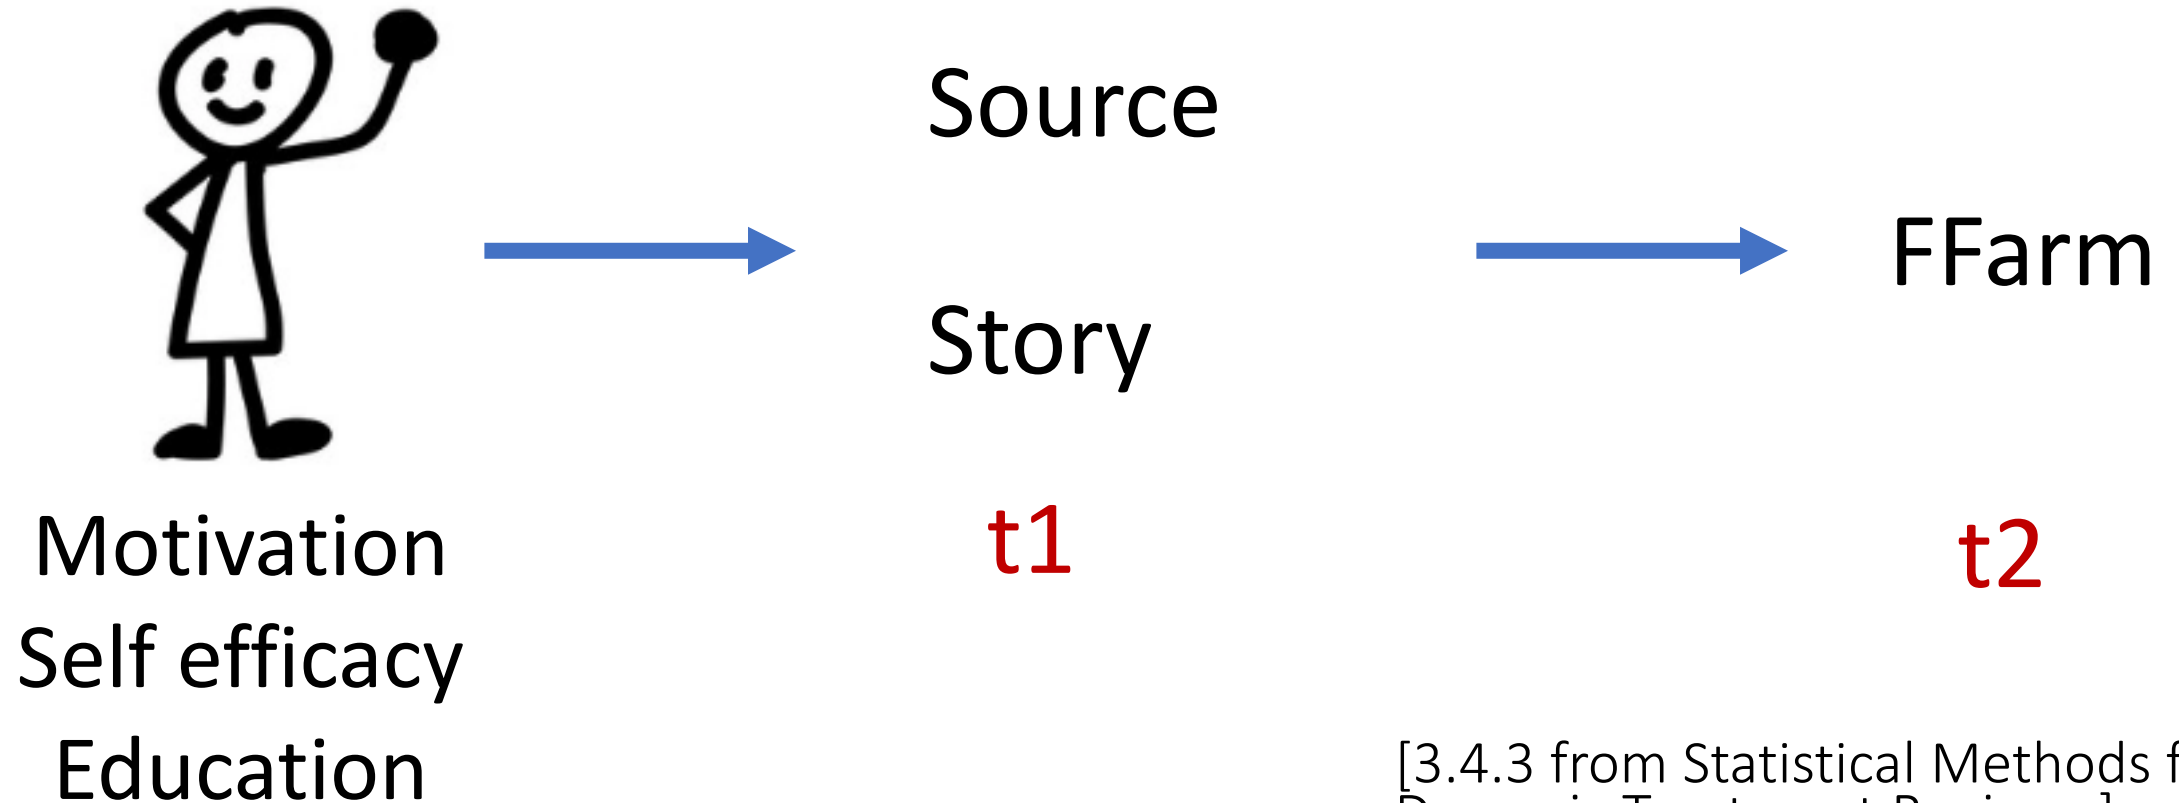 Source
Story
FFarm
t1
t2
Motivation
Self efficacy
Education
[3.4.3 from Statistical Methods f